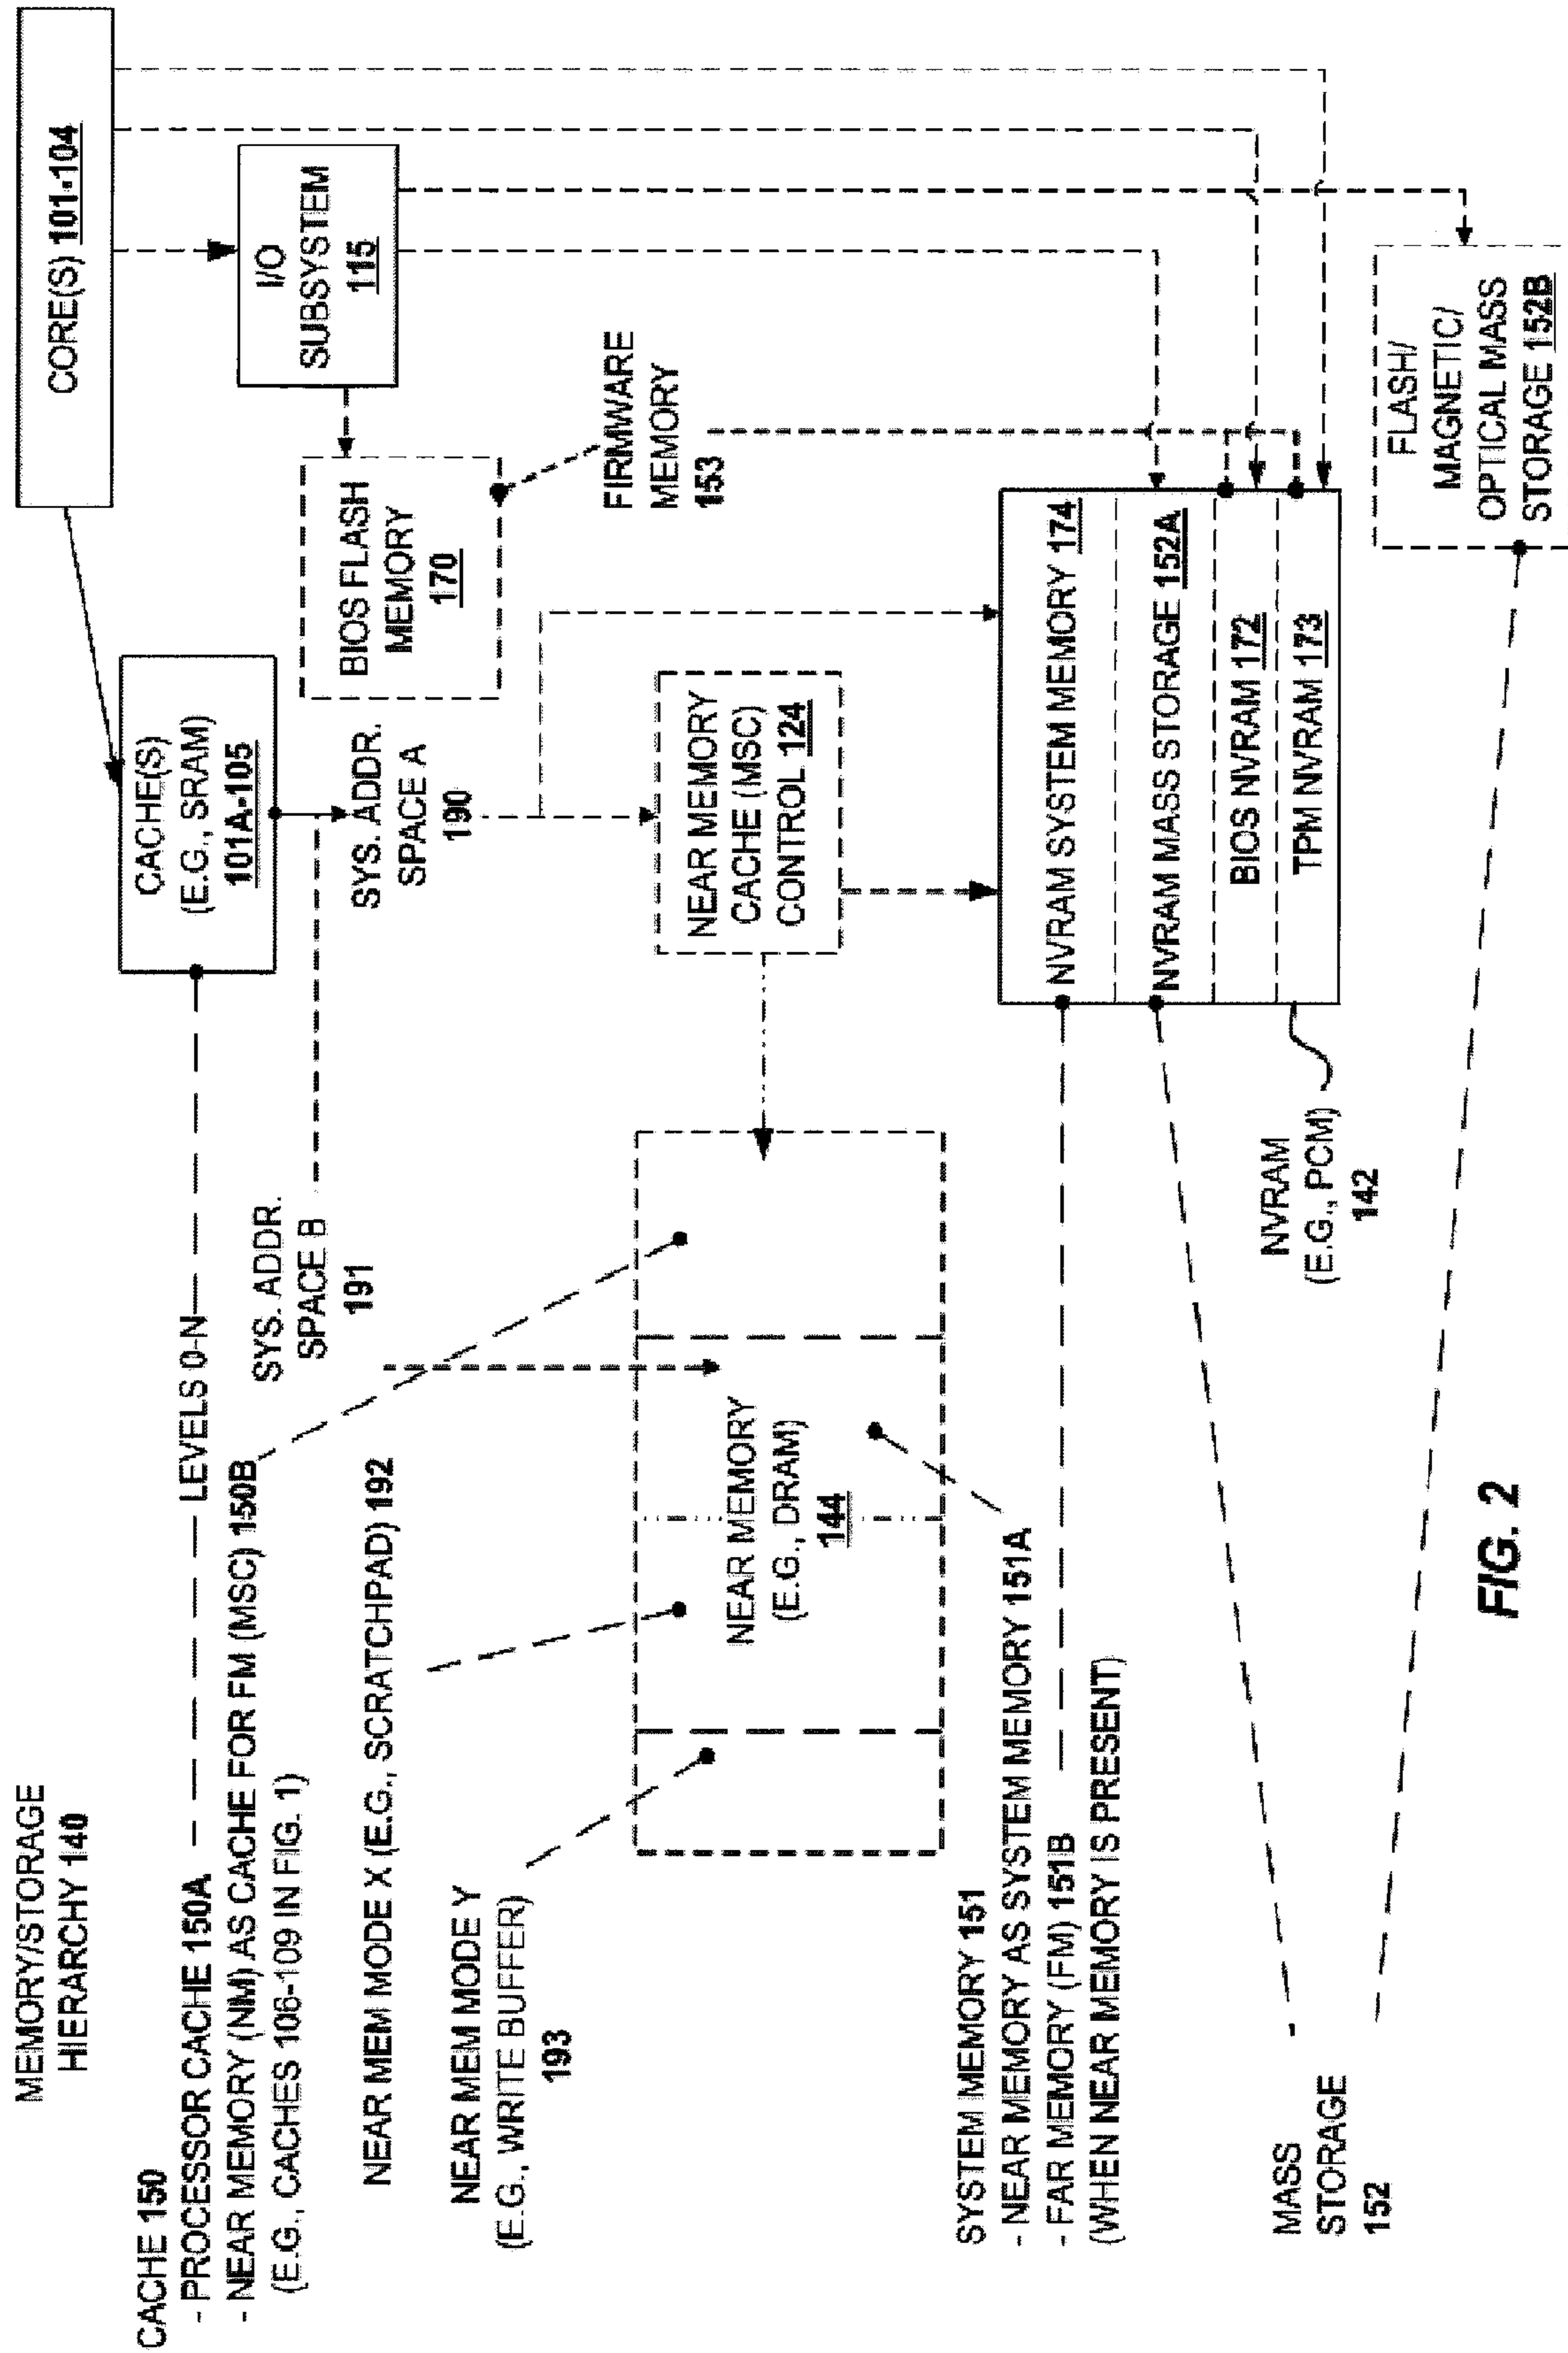 MEMORY/STORAGE
HIERARCHY 140
CACHE 150
- PROCESSOR CACHE 150A
LEVELS 0-N
- NEAR MEMORY (NM) AS CACHE FOR FM (MSC) 150B
(E.G., CACHES 106-109 IN FIG. 1)
NEAR MEM MODE X (E.G., SCRATCHPAD) 192
NEAR MEM MODE Y
(E.G., WRITE BUFFER)
193
SYSTEM MEMORY 151
- NEAR MEMORY AS SYSTEM MEMORY 151A
- FAR MEMORY (FM) 151B
(WHEN NEAR MEMORY IS PRESENT)
MASS
STORAGE
152
CORE(S) 101-104
CACHE(S)
(E.G., SRAM)
101A-105
I/O
SUBSYSTEM
115
BIOS FLASH
MEMORY
170
FIRMWARE
MEMORY
153
SYS. ADDR.
SPACE A
190
SYS. ADDR.
SPACE B
191
NEAR MEMORY
CACHE (MSC)
CONTROL 124
NEAR MEMORY
(E.G., DRAM)
144
NVRAM SYSTEM MEMORY 174
NVRAM MASS STORAGE 152A
BIOS NVRAM 172
TPM NVRAM 173
NVRAM
(E.G., PCM)
142
FLASH/
MAGNETIC/
OPTICAL MASS
STORAGE 152B
FIG. 2